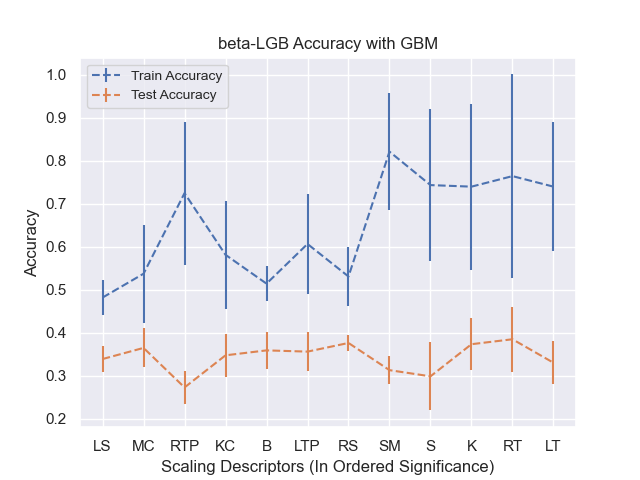 beta-LGB Accuracy with GBM
Train Accuracy
Test Accuracy
Accuracy
1.0
0.9
0.8
0.7
0.6
0.5
0.4
0.3
0.2
LS MC RTP KC B LTP RS SM S K RT LT
Scaling Descriptors (In Ordered Significance)